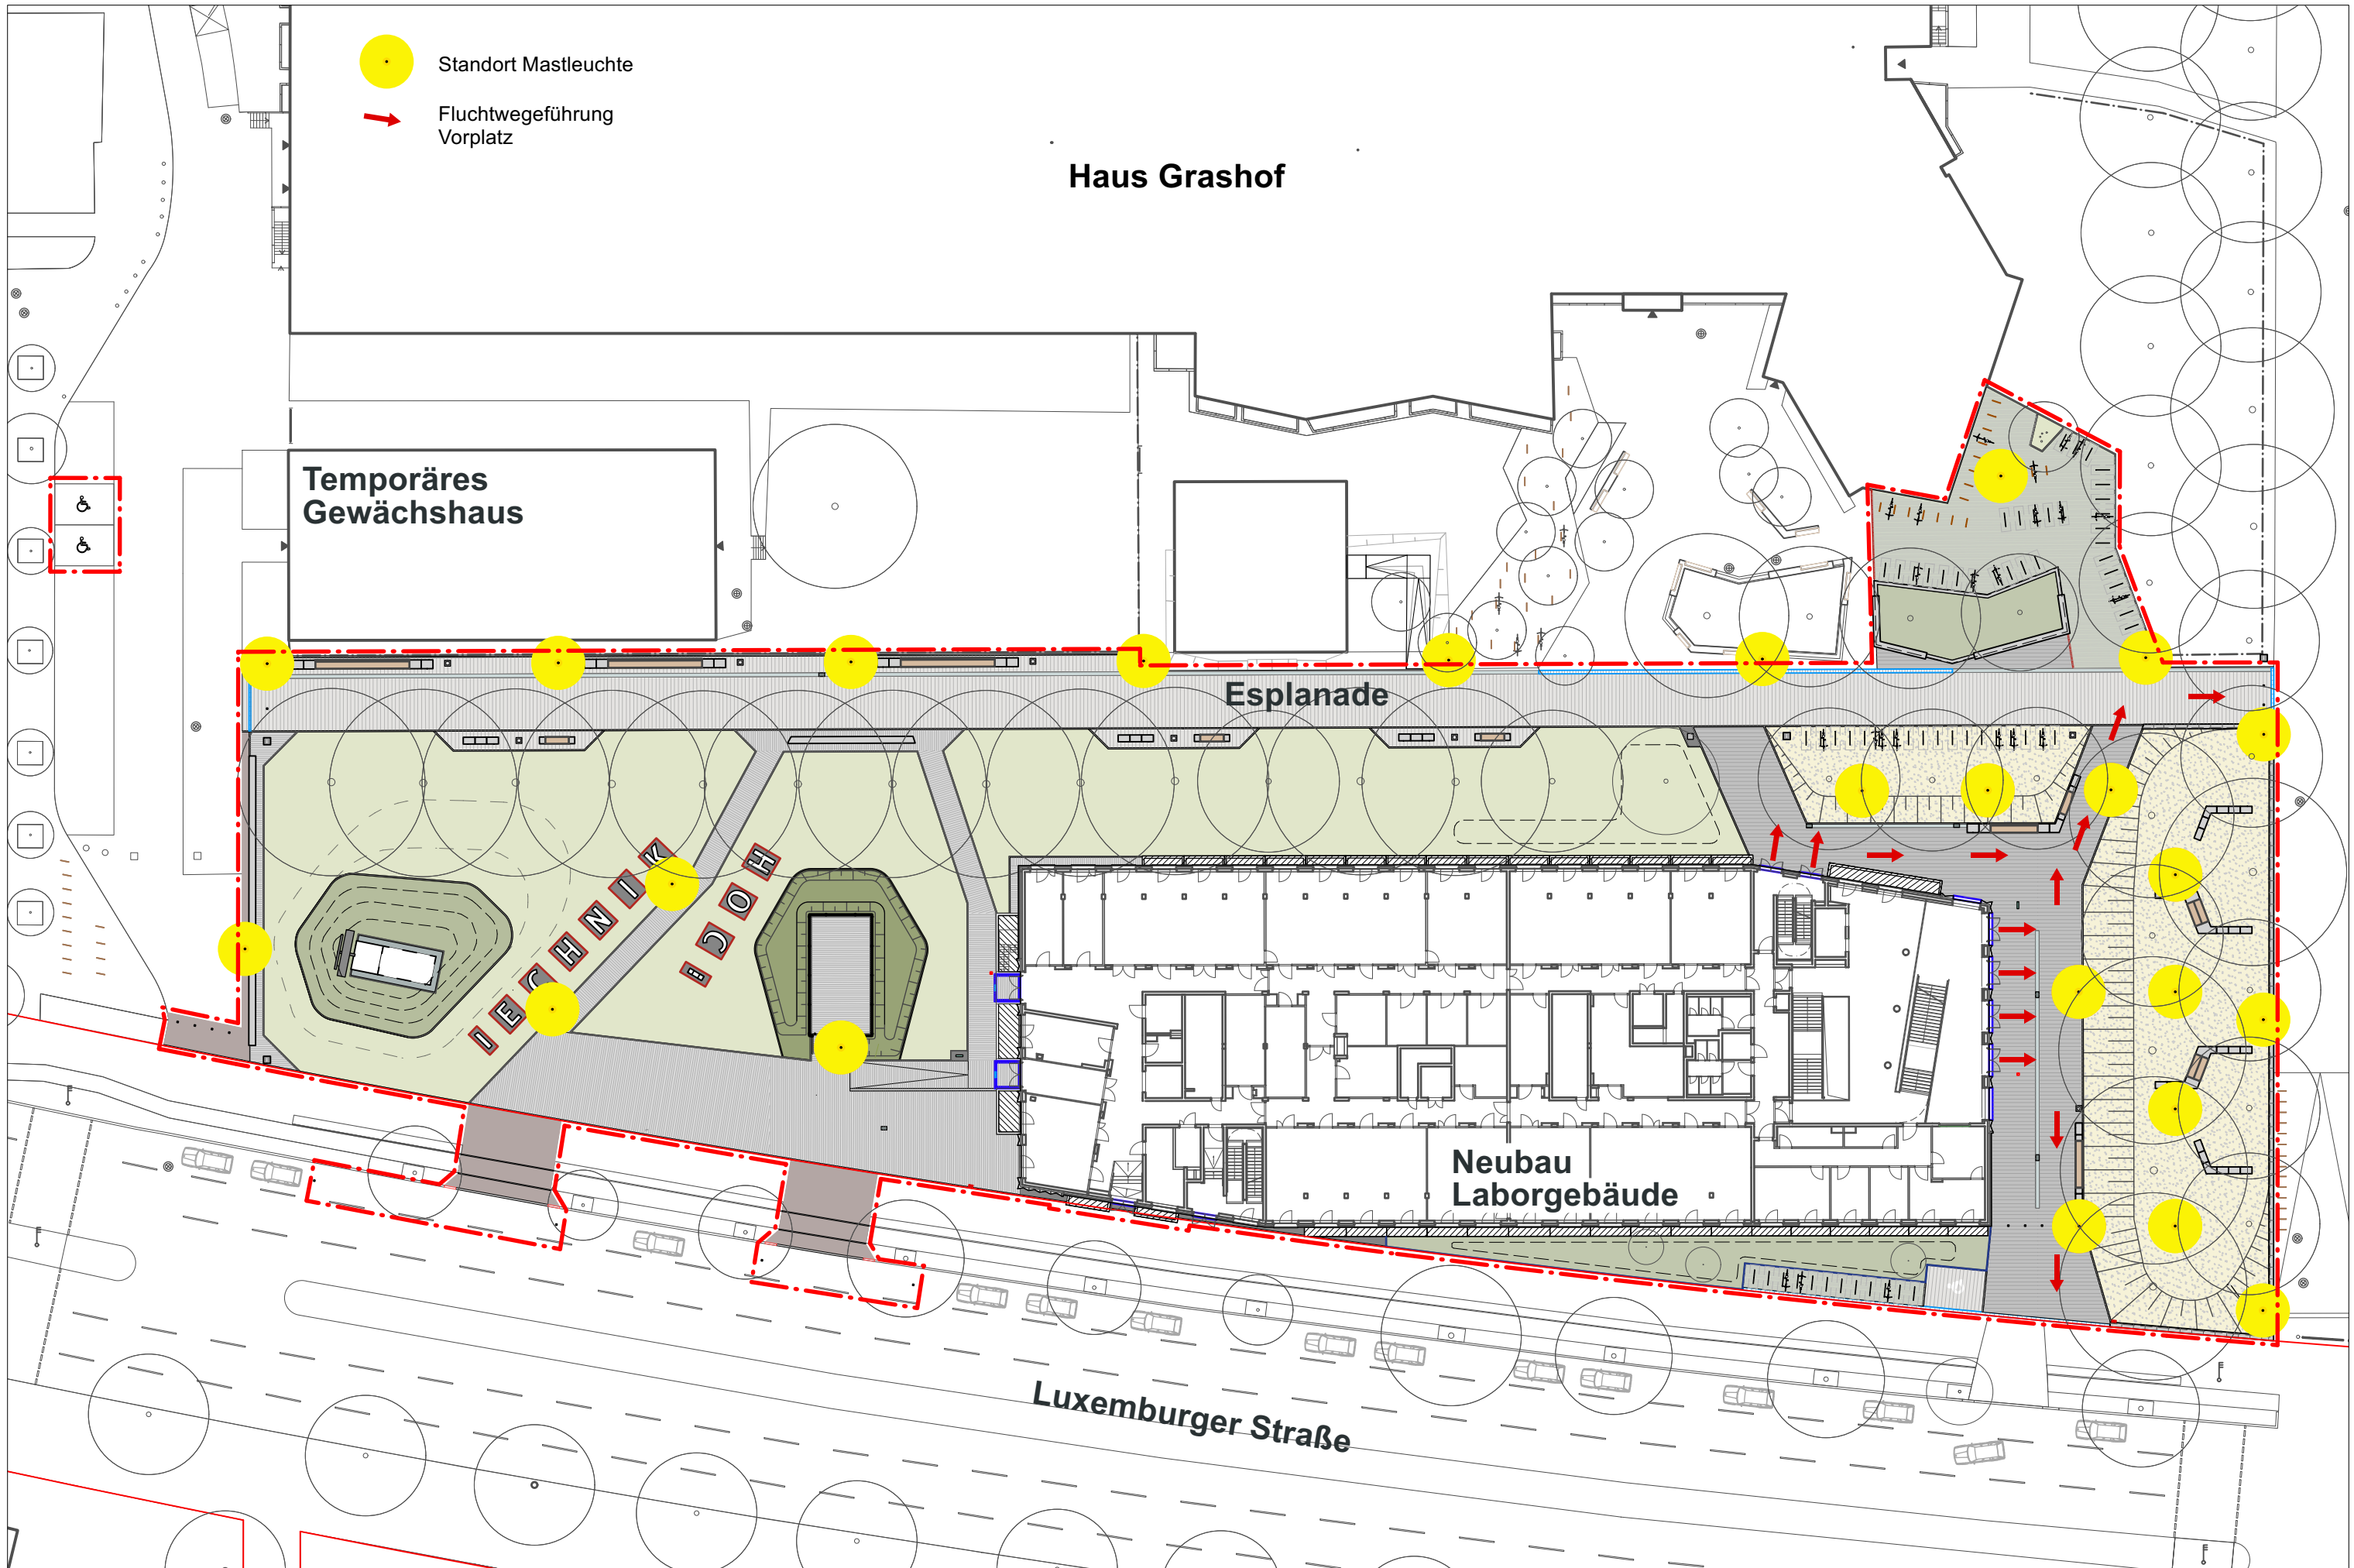 Standort Mastleuchte
Fluchtwegeführung
Vorplatz
Haus Grashof
Temporäres
Gewächshaus
Esplanade
HOCH
TECHNIK
Neubau
Laborgebäude
Luxemburger Straße